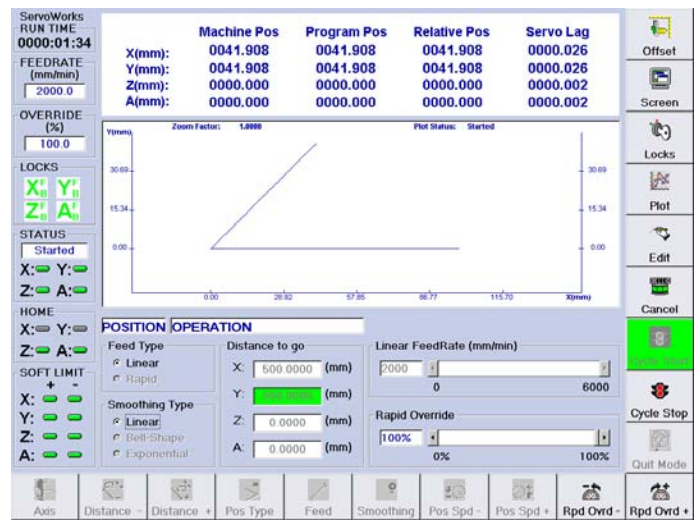 ServoWorks
RUN TIME
0000:01:34
FEEDRATE
(mm/min)
2000.0
OVERRIDE
(%)
100.0
LOCKS
X F B Y F B
Z F B A F B
STATUS
Started
X: Y:
Z: A:
HOME
X: Y:
Z: A:
SOFT LIMIT
+ -
X:
Y:
Z:
A:
Machine Pos Program Pos Relative Pos Servo Lag
X(mm): 0041.908 0041.908 0041.908 0000.026
Y(mm): 0041.908 0041.908 0041.908 0000.026
Z(mm): 0000.000 0000.000 0000.000 0000.002
A(mm): 0000.000 0000.000 0000.000 0000.002
Y(mm) Zoom Factor: 1.0000 Plot Status: Started
30.69 30.69
15.34 15.34
0.00 0.00
0.00 28.92 57.85 86.77 115.70 X(mm)
POSITION OPERATION
Feed Type
Linear
Rapid
Smoothing Type
Linear
Bell-Shape
Exponential
Distance to go
X: 500.0000 (mm)
Y: (mm)
Z: 0.0000 (mm)
A: 0.0000 (mm)
Linear FeedRate (mm/min)
2000
0 6000
Rapid Override
100%
0% 100%
Offset
Screen
Locks
Plot
Edit
Cancel
Cycle Start
Cycle Stop
Quit Mode
Axis Distance - Distance + Pos Type Feed Smoothing Pos Spd - Pos Spd + Rpd Ovrd - Rpd Ovrd +